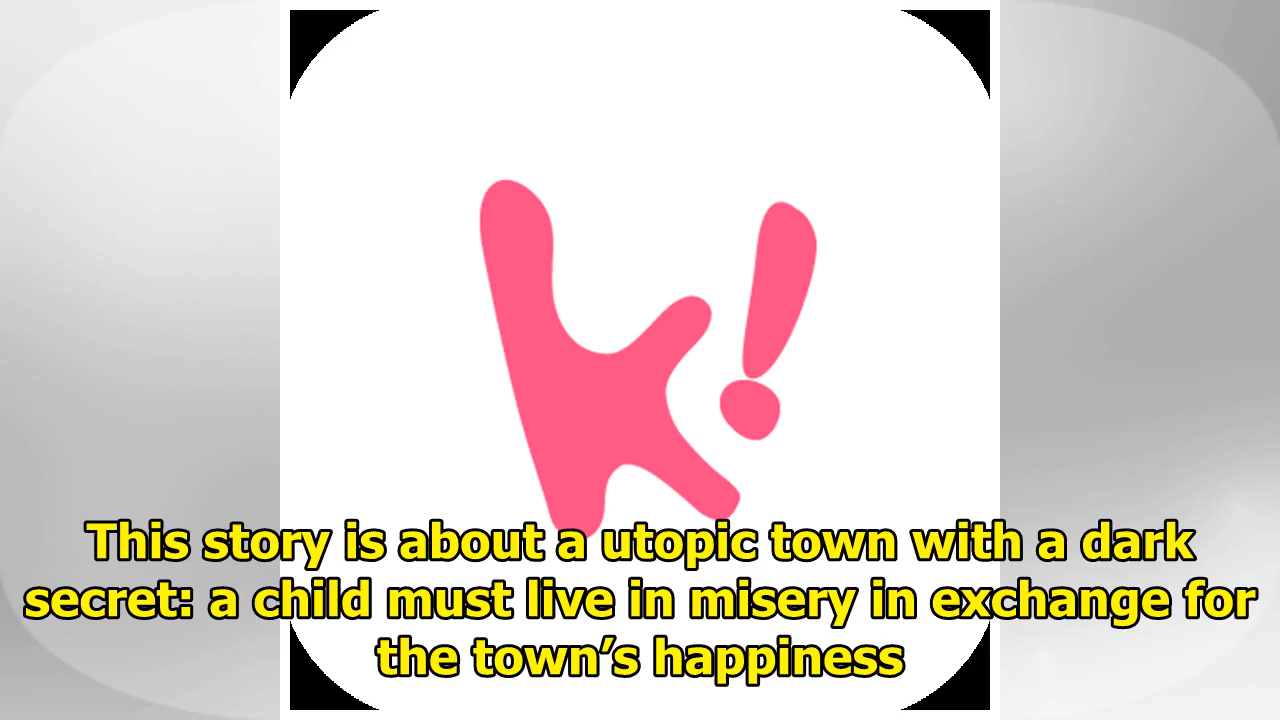 k!
This story is about a utopic town with a dark
secret: a child must live in misery in exchange for
the town’s happiness